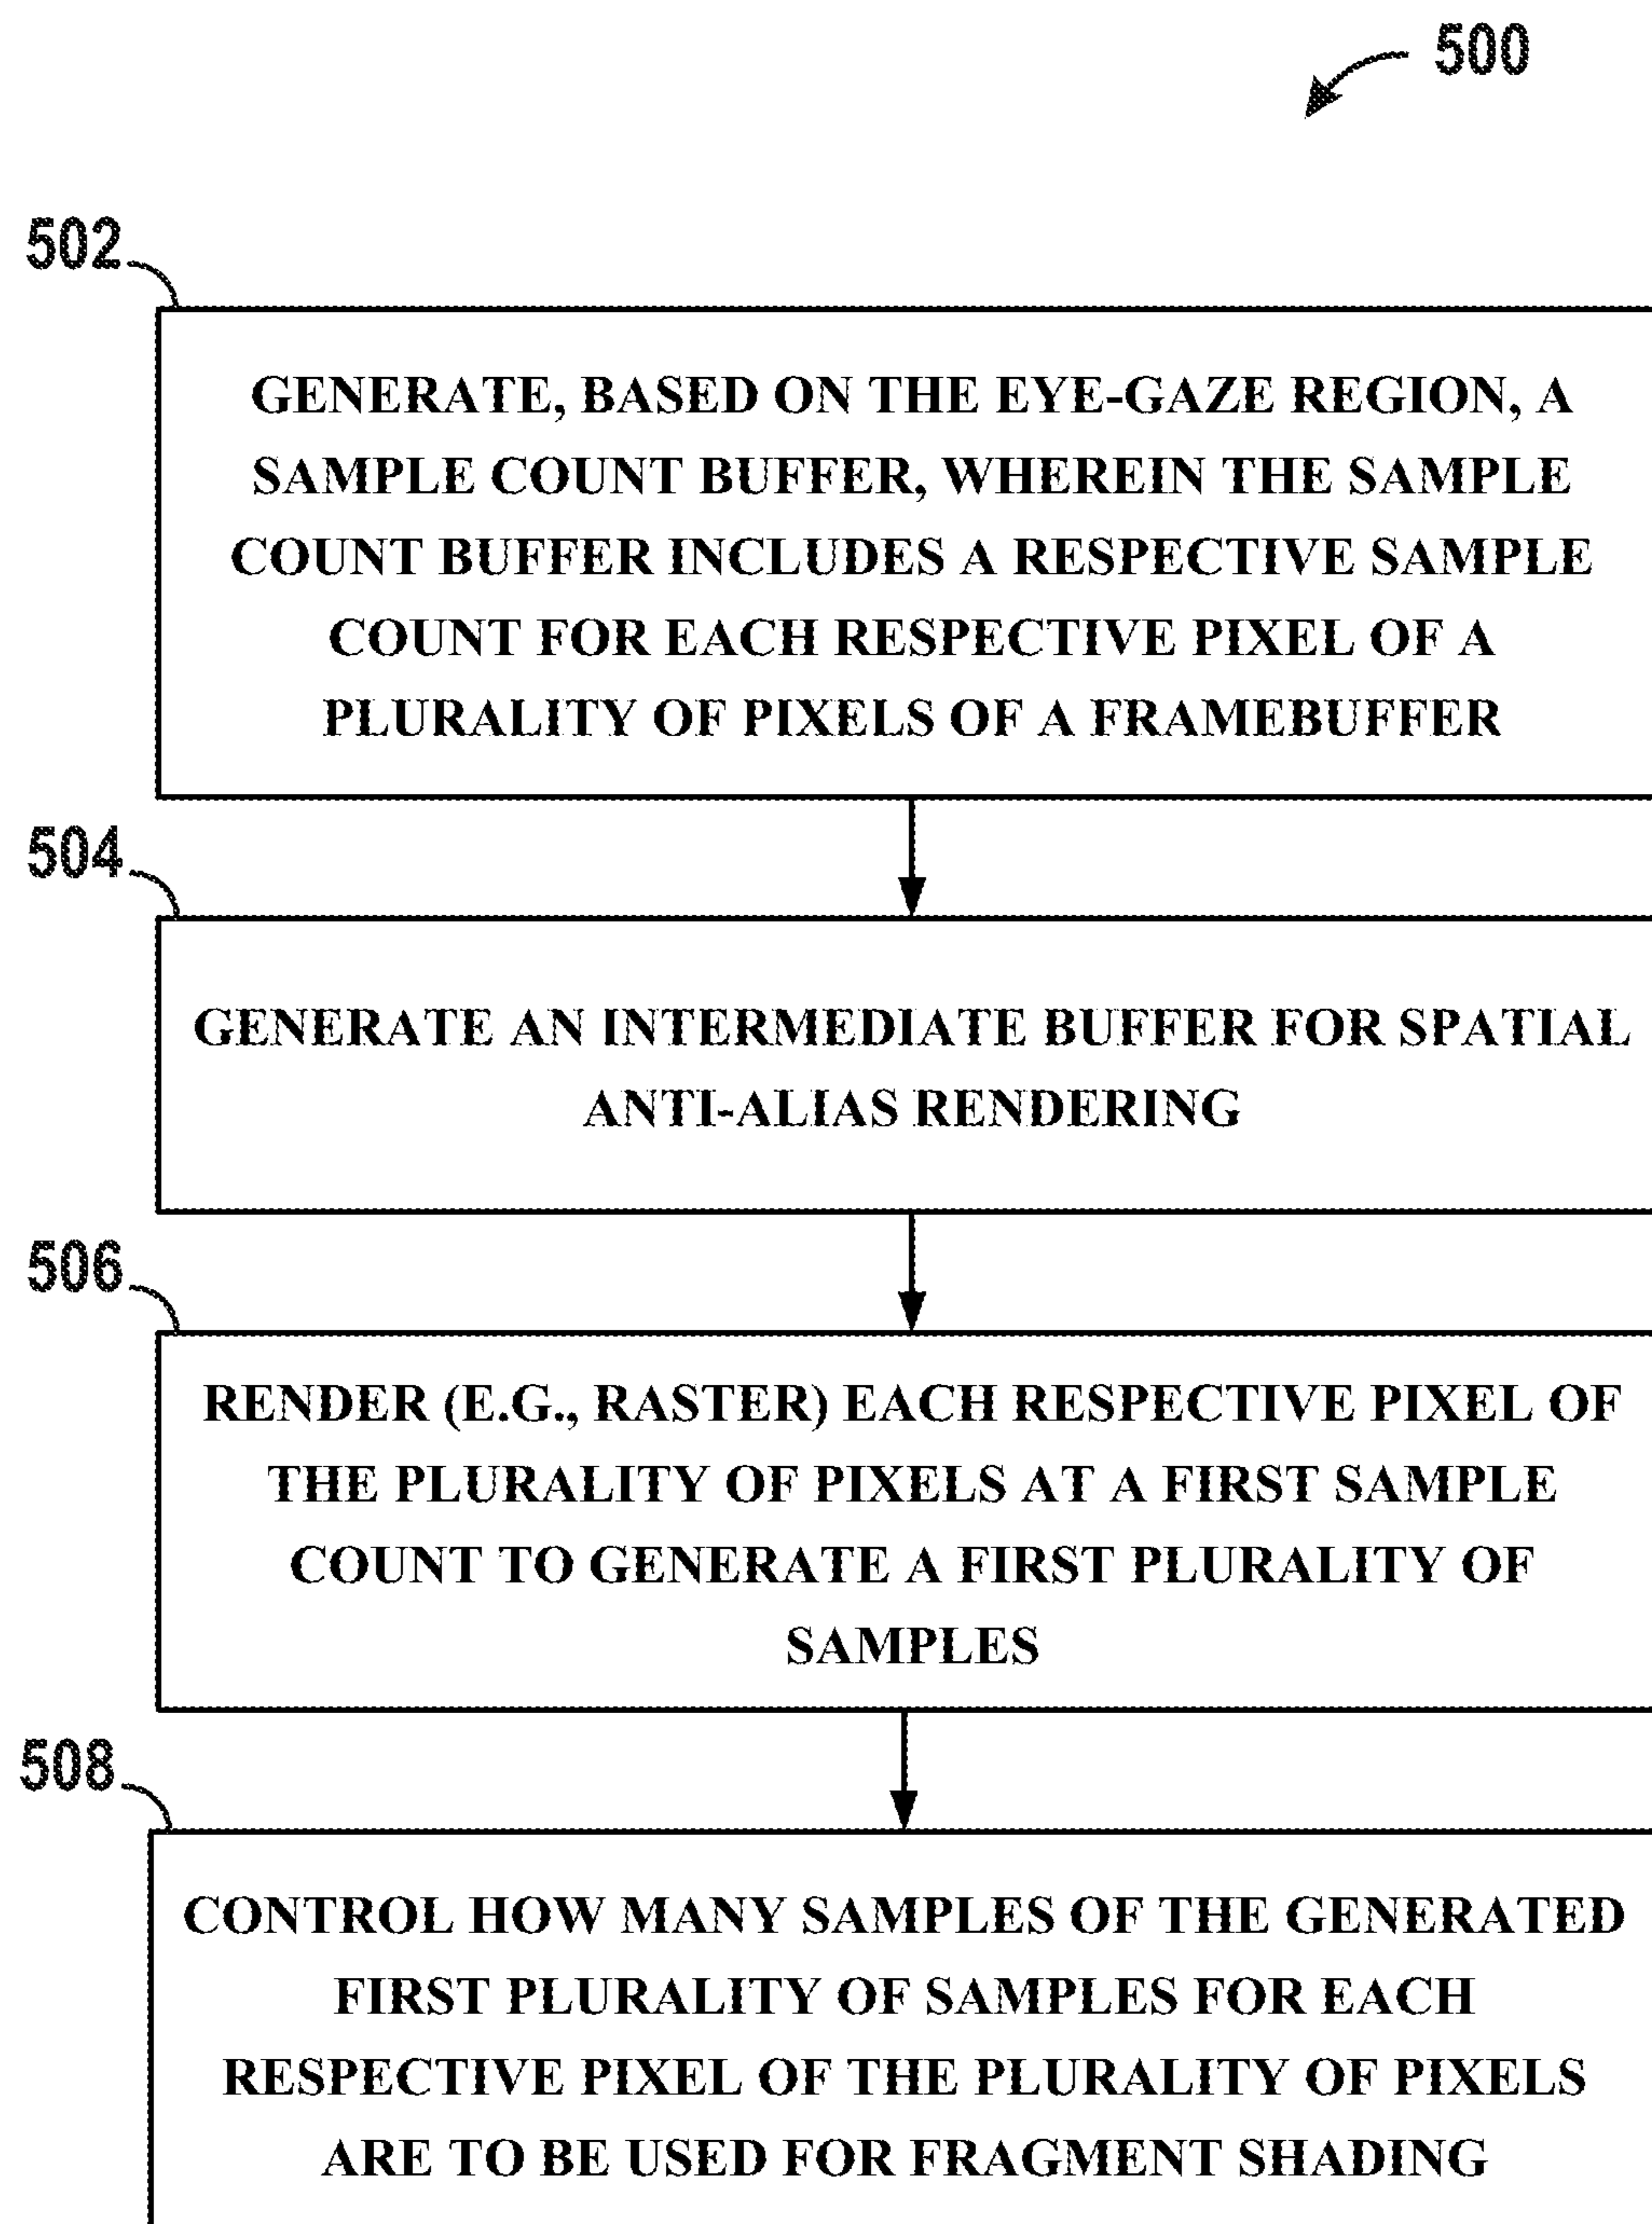 500
502
GENERATE, BASED ON THE EYE-GAZE REGION, A
SAMPLE COUNT BUFFER, WHEREIN THE SAMPLE
COUNT BUFFER INCLUDES A RESPECTIVE SAMPLE
COUNT FOR EACH RESPECTIVE PIXEL OF A
PLURALITY OF PIXELS OF A FRAMEBUFFER
504
GENERATE AN INTERMEDIATE BUFFER FOR SPATIAL
ANTI-ALIAS RENDERING
506
RENDER (E.G., RASTER) EACH RESPECTIVE PIXEL OF
THE PLURALITY OF PIXELS AT A FIRST SAMPLE
COUNT TO GENERATE A FIRST PLURALITY OF
SAMPLES
508
CONTROL HOW MANY SAMPLES OF THE GENERATED
FIRST PLURALITY OF SAMPLES FOR EACH
RESPECTIVE PIXEL OF THE PLURALITY OF PIXELS
ARE TO BE USED FOR FRAGMENT SHADING